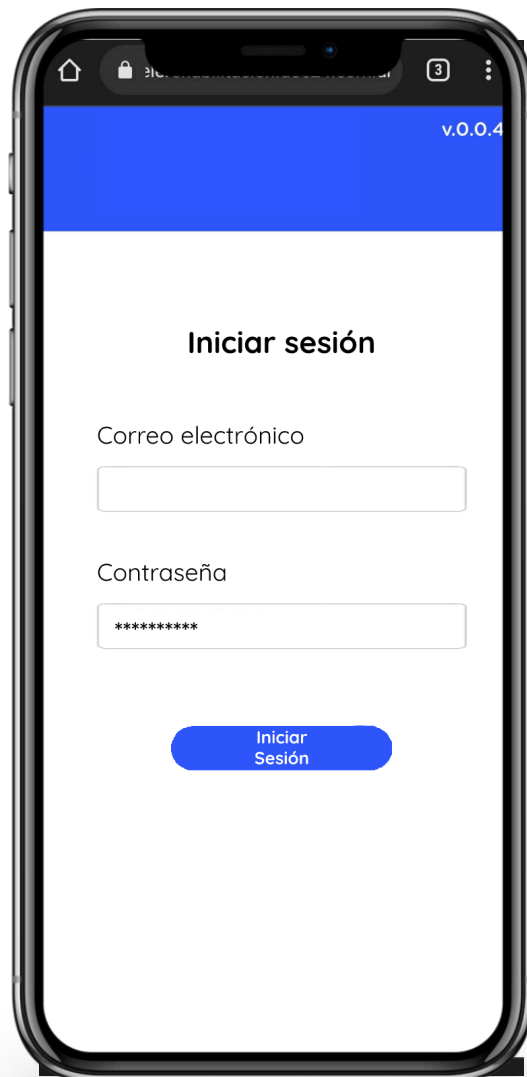 3
v.0.0.4
Iniciar sesión
Correo electrónico
Contraseña
**********
Iniciar
Sesión